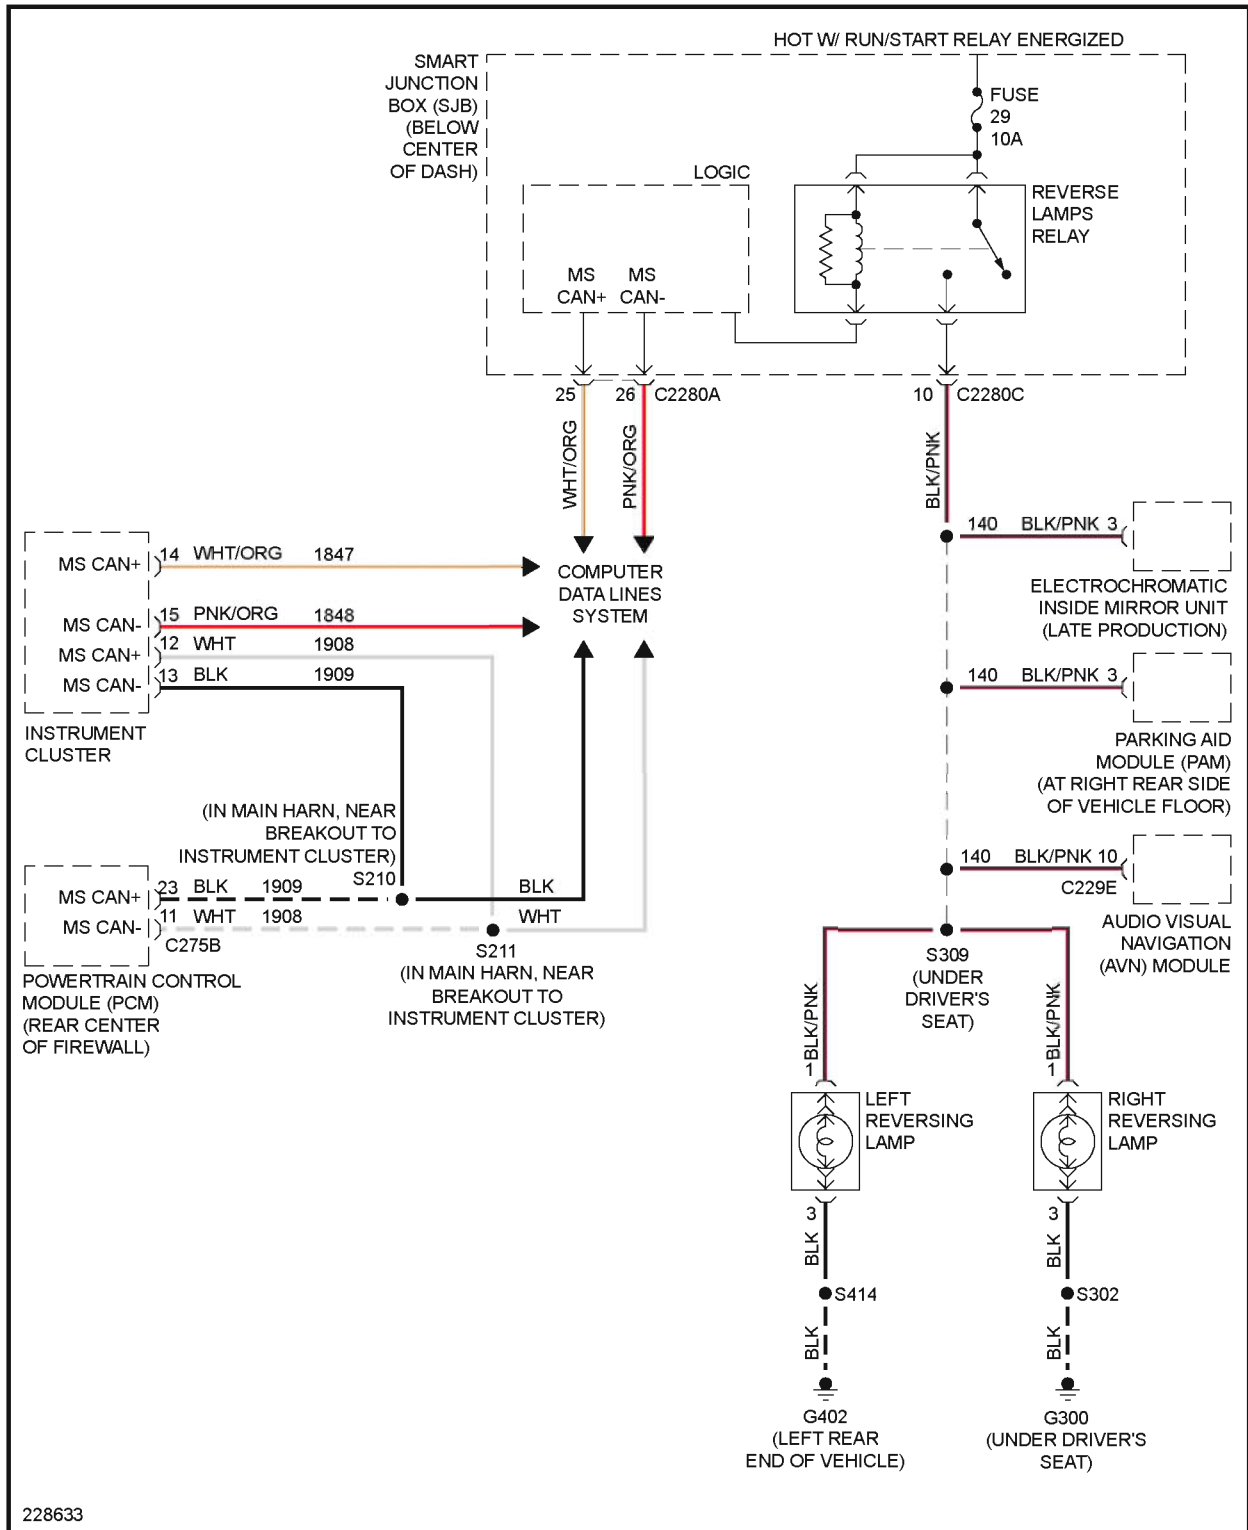 HOT W/ RUN/START RELAY ENERGIZED
SMART
JUNCTION
BOX (SJB)
(BELOW
CENTER
OF DASH)
FUSE
29
10A
LOGIC
REVERSE
LAMPS
RELAY
MS
CAN+
MS
CAN-
25
26
C2280A
10
C2280C
WHT/ORG
PNK/ORG
BLK/PNK
MS CAN+
14
WHT/ORG
1847
MS CAN-
15
PNK/ORG
1848
MS CAN+
12
WHT
1908
MS CAN-
13
BLK
1909
INSTRUMENT
CLUSTER
COMPUTER
DATA LINES
SYSTEM
140
BLK/PNK
3
ELECTROCHROMATIC
INSIDE MIRROR UNIT
(LATE PRODUCTION)
140
BLK/PNK
3
PARKING AID
MODULE (PAM)
(AT RIGHT REAR SIDE
OF VEHICLE FLOOR)
(IN MAIN HARN, NEAR
BREAKOUT TO
INSTRUMENT CLUSTER)
S210
MS CAN+
23
BLK
1909
BLK
MS CAN-
11
WHT
1908
WHT
C275B
POWERTRAIN CONTROL
MODULE (PCM)
(REAR CENTER
OF FIREWALL)
S211
(IN MAIN HARN, NEAR
BREAKOUT TO
INSTRUMENT CLUSTER)
140
BLK/PNK
10
C229E
AUDIO VISUAL
NAVIGATION
(AVN) MODULE
S309
(UNDER
DRIVER'S
SEAT)
BLK/PNK
1
BLK/PNK
1
LEFT
REVERSING
LAMP
RIGHT
REVERSING
LAMP
3
BLK
3
BLK
S414
S302
BLK
BLK
G402
(LEFT REAR
END OF VEHICLE)
G300
(UNDER DRIVER'S
SEAT)
228633